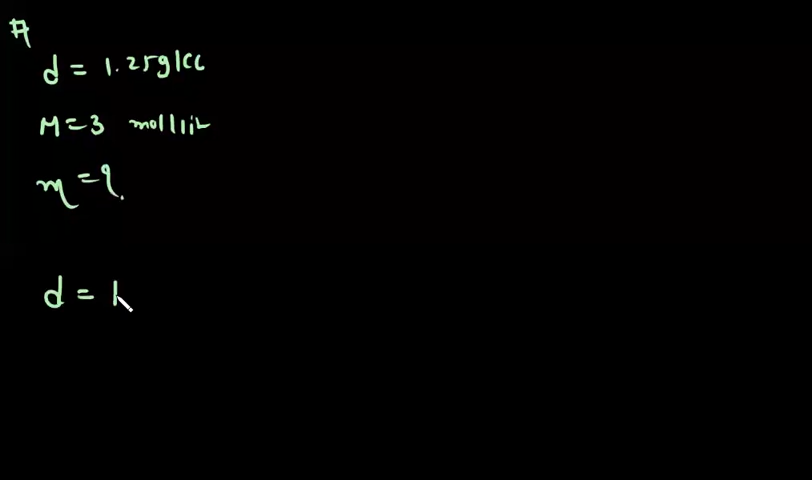 #
d = 1.25g/cc
M = 3 mol/lit
m = ?
d = 1